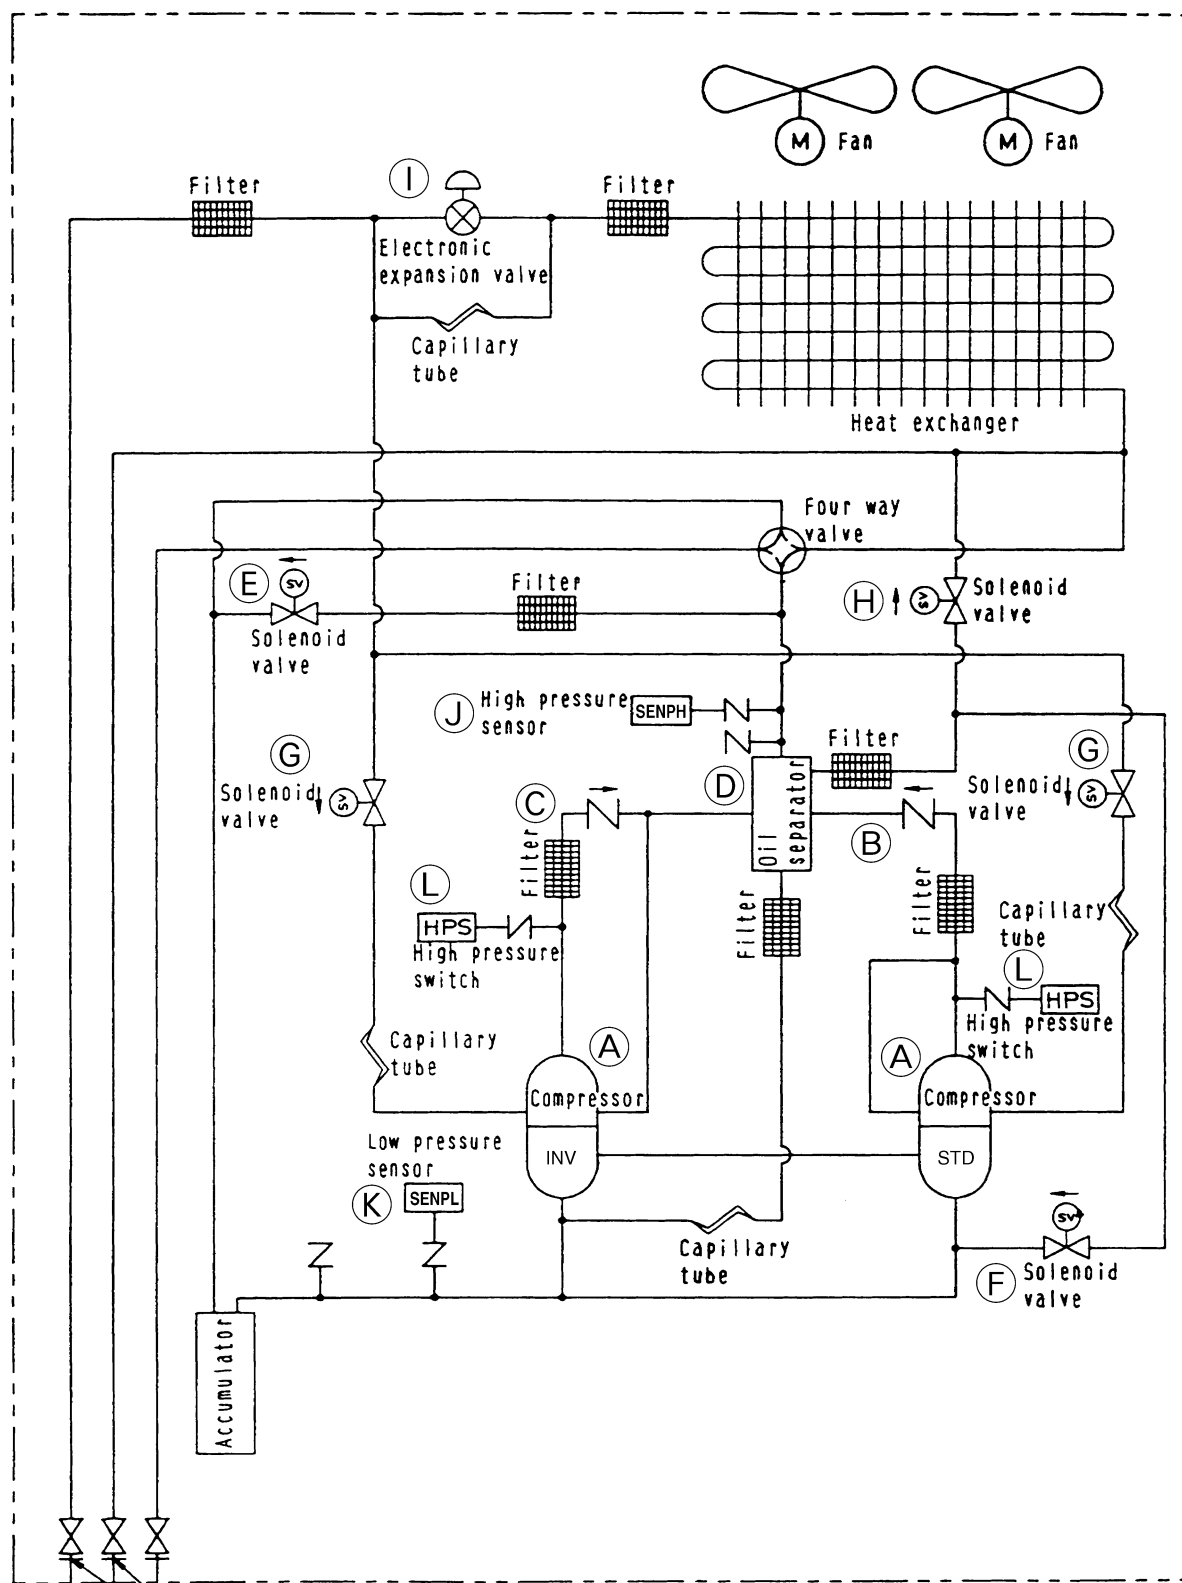 M Fan
M Fan
I
Filter
Filter
Electronic
expansion valve
Capillary
tube
Heat exchanger
Four way
valve
E
SV
Filter
H
SV
Solenoid
valve
Solenoid
valve
J
High pressure
sensor
SENPH
G
Filter
G
D
Solenoid
valve
SV
C
Solenoid
valve
SV
Oil
separator
B
Filter
L
Filter
Filter
Capillary
tube
HPS
High pressure
switch
L
HPS
High pressure
switch
Capillary
tube
A
A
Compressor
Compressor
Low pressure
sensor
INV
STD
K
SENPL
SV
Capillary
tube
F
Solenoid
valve
Accumulator